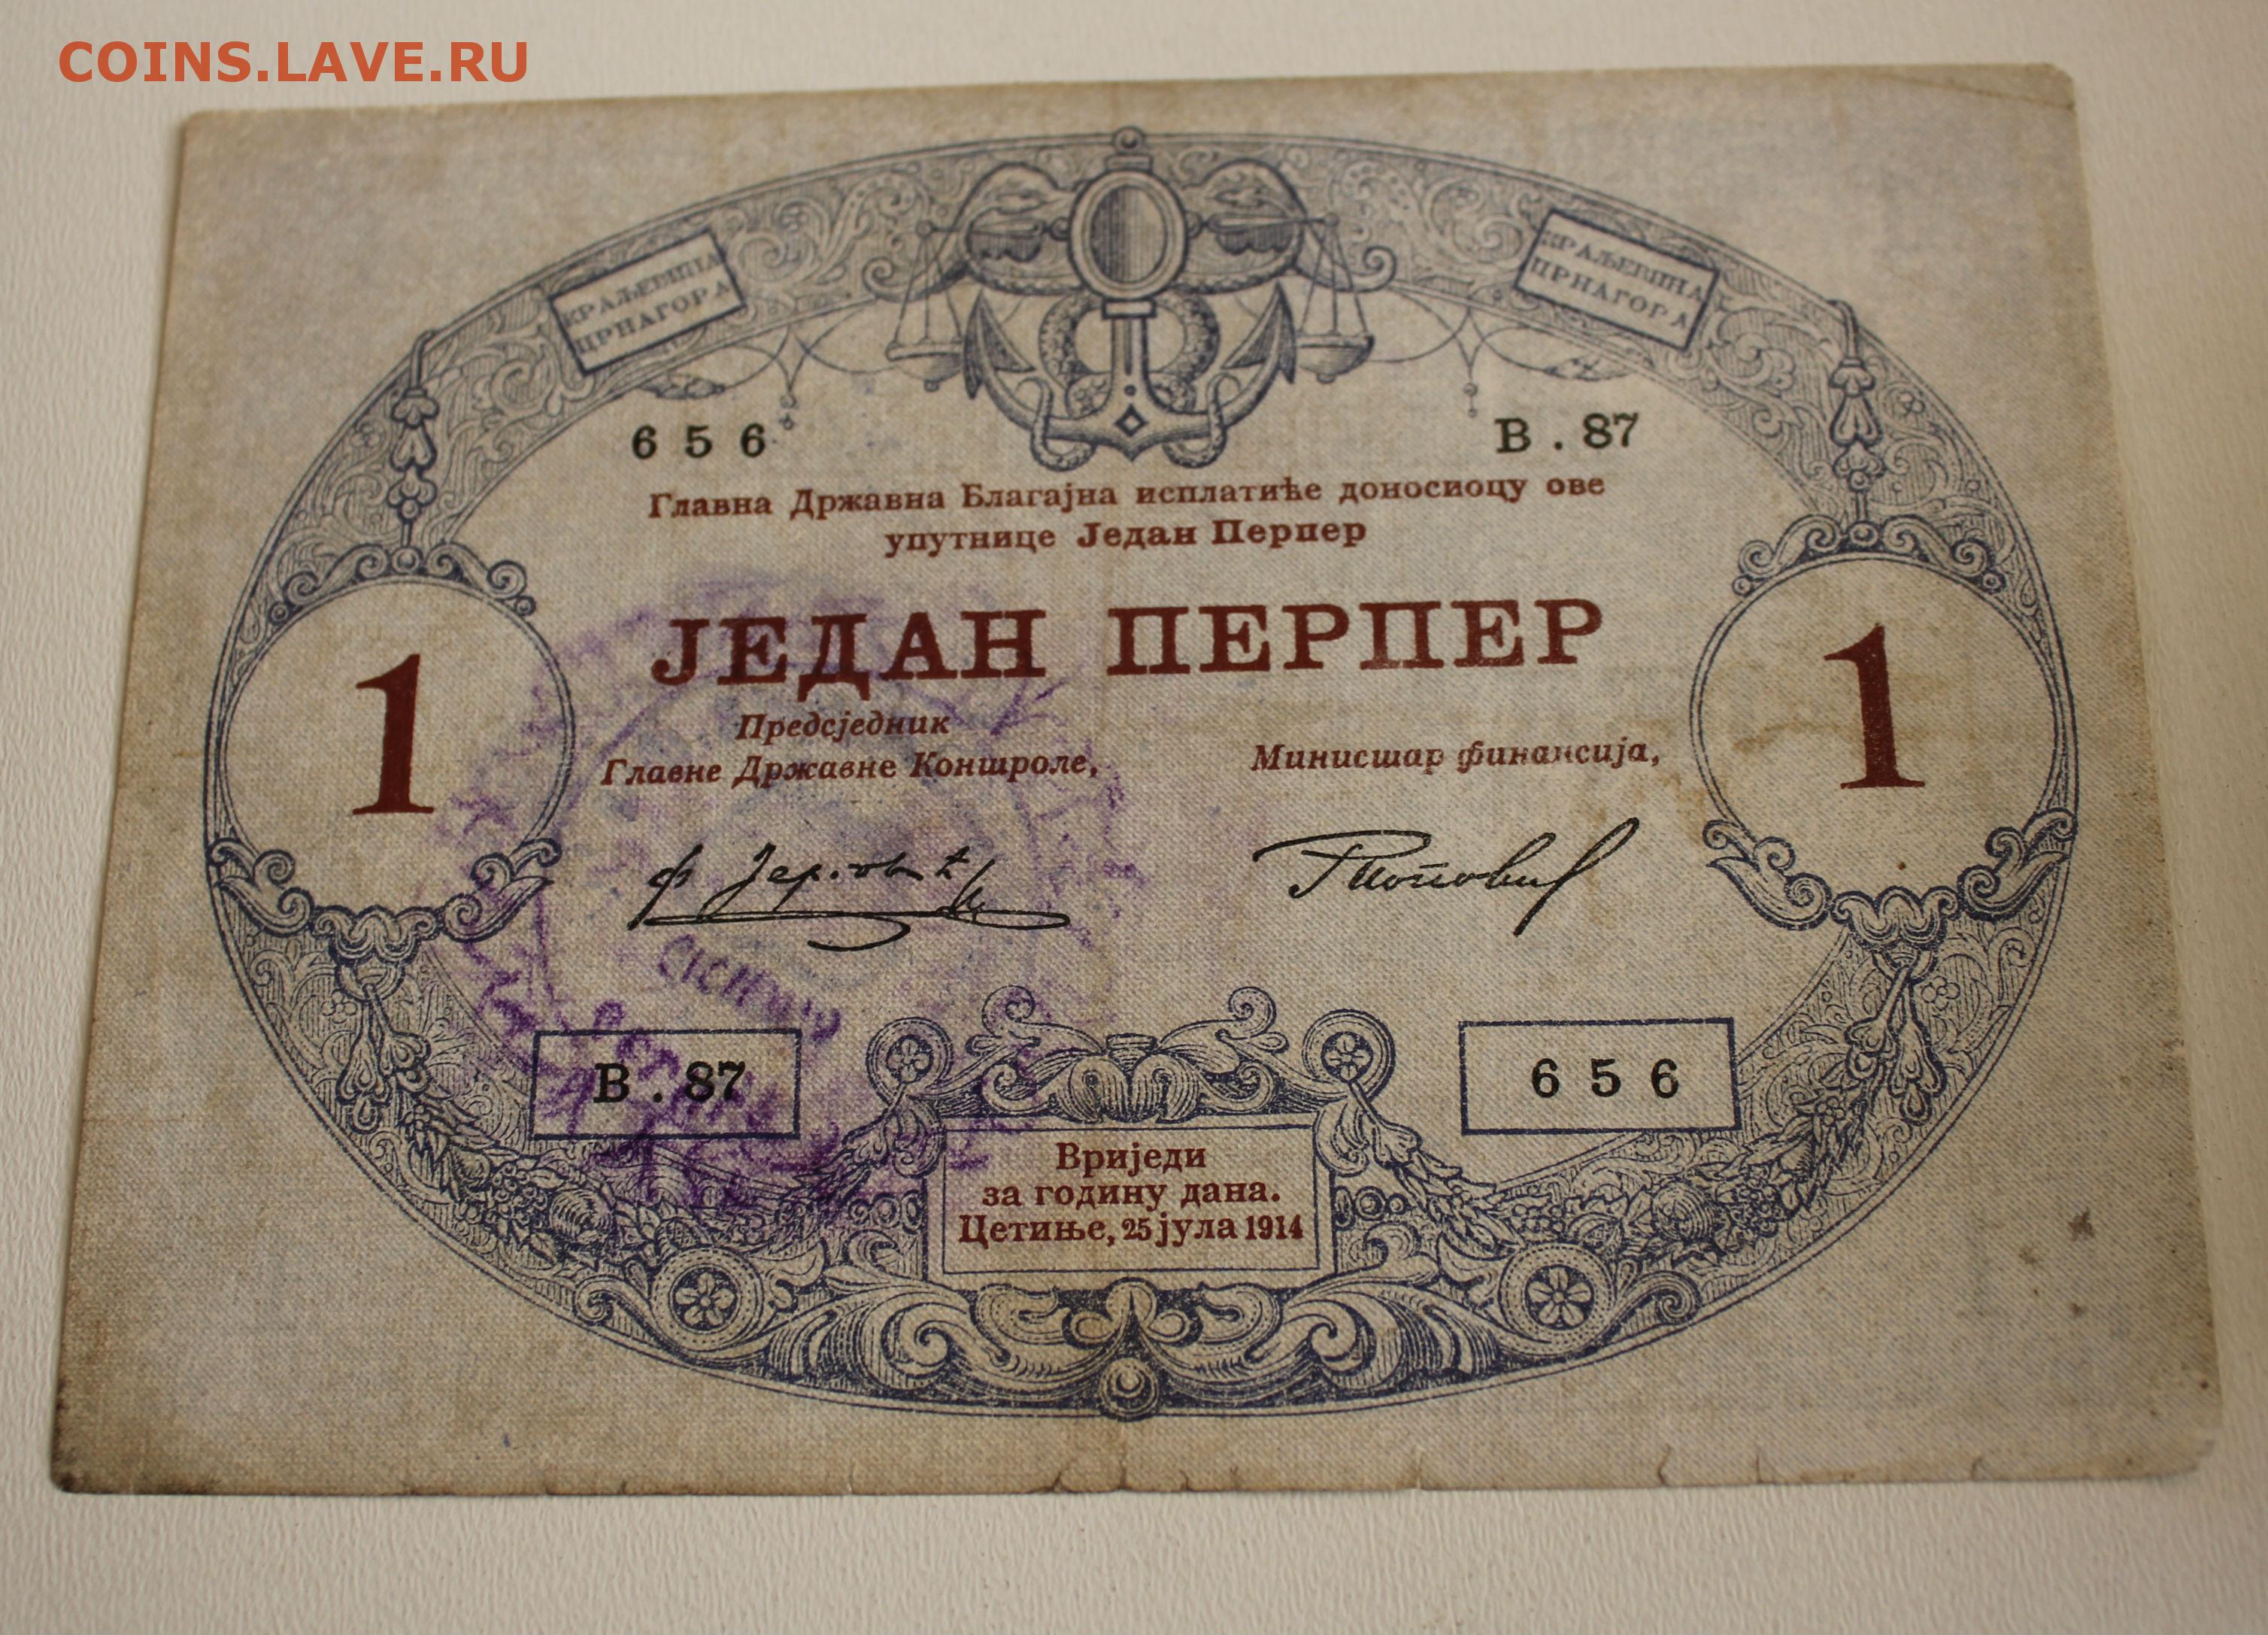 COINS.LAVE.RU
КРАЉЕВИНА
ЦРНАГОРА
КРАЉЕВИНА
ЦРНАГОРА
656
В.87
Главна Државна Благајна исплатиће доносиоцу ове
упутнице Један Перпер
ЈЕДАН ПЕРПЕР
1
1
Предсједник
Главне Државне Контроле,
Министар финансија,
В.87
656
Вриједи
за годину дана.
Цетиње, 25 јула 1914